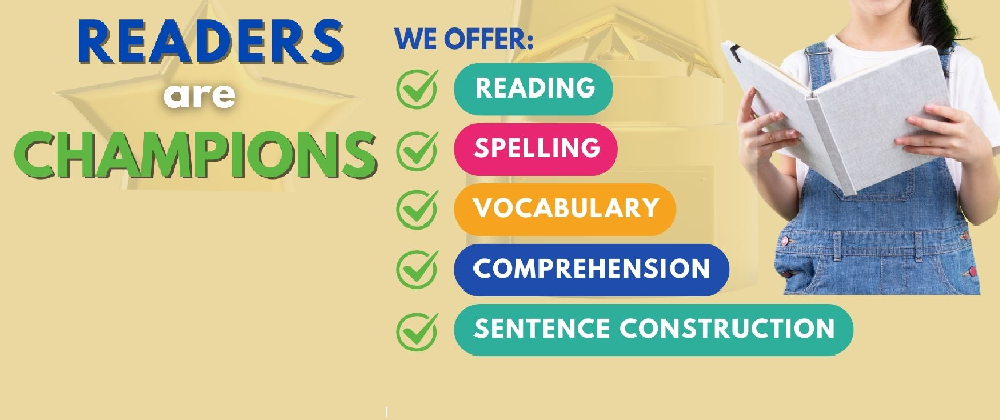 READERS
are
CHAMPIONS
WE OFFER:
READING
SPELLING
VOCABULARY
COMPREHENSION
SENTENCE CONSTRUCTION